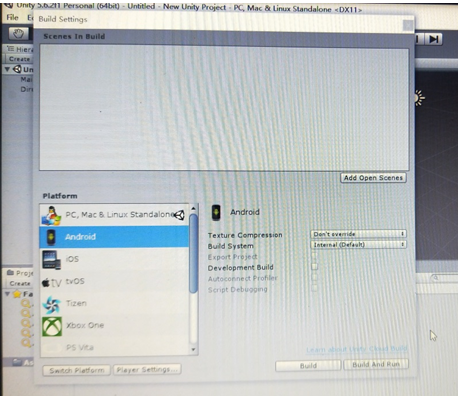 Unity 5.6.2f1 Personal (64bit) - Untitled - New Unity Project - PC, Mac & Linux Standalone <DX11>
File
Build Settings
Scenes In Build
Hiera
Create
Add Open Scenes
Platform
PC, Mac & Linux Standalone
Android
iOS
tvOS
Tizen
Xbox One
PS Vita
Android
Texture Compression Don't override
Build System Internal (Default)
Export Project
Development Build
Autoconnect Profiler
Script Debugging
Proje
Create
Fa
Learn about Unity Cloud Build
Switch Platform Player Settings... Build Build And Run